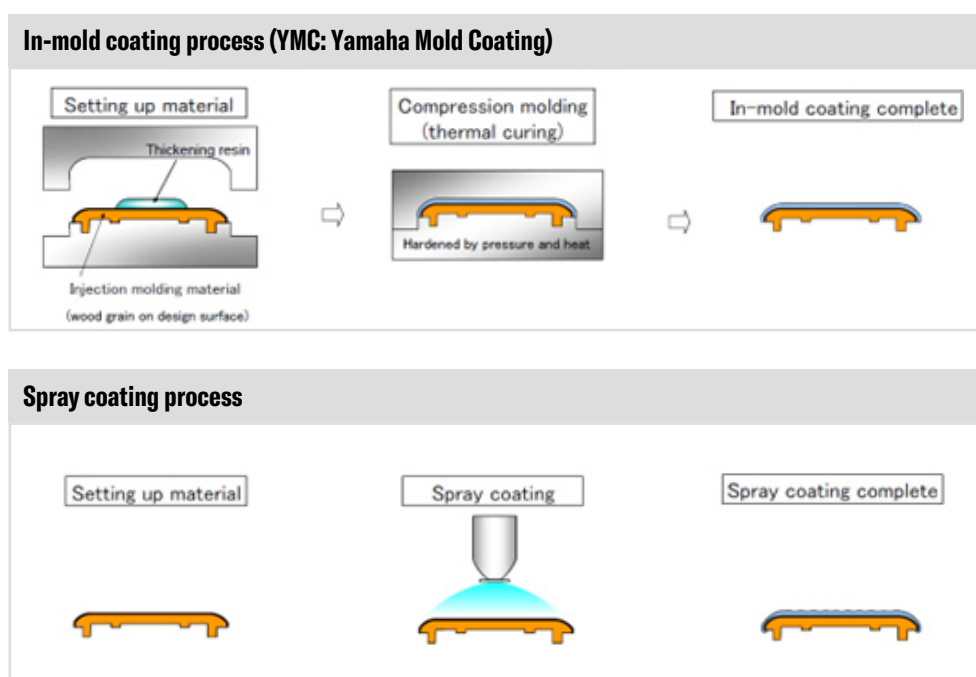 In-mold coating process (YMC: Yamaha Mold Coating)
Setting up material
Thickening resin
Injection molding material
(wood grain on design surface)
Compression molding
(thermal curing)
Hardened by pressure and heat
In-mold coating complete
Spray coating process
Setting up material
Spray coating
Spray coating complete